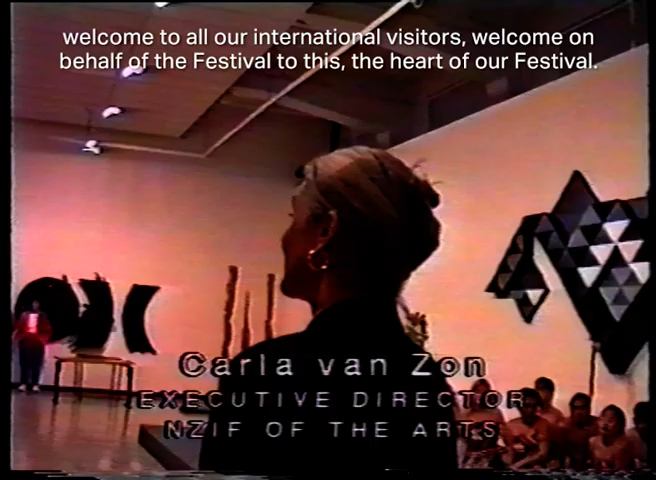 welcome to all our international visitors, welcome on
behalf of the Festival to this, the heart of our Festival.
Carla van Zon
EXECUTIVE DIRECTOR
NZIF OF THE ARTS